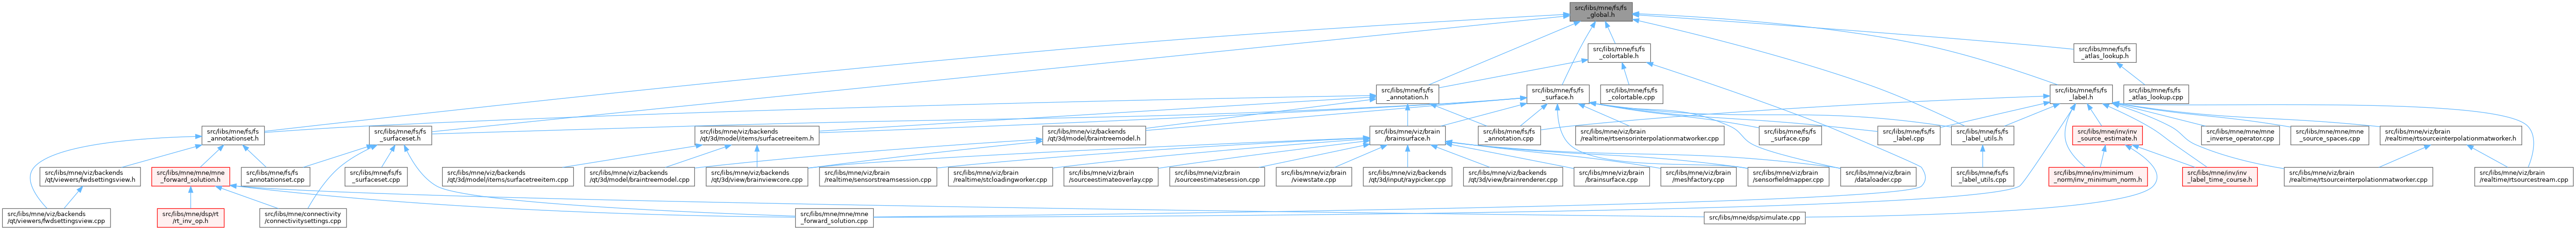 src/libs/mne/fs/fs
_global.h
src/libs/mne/fs/fs
_colortable.h
src/libs/mne/fs/fs
_atlas_lookup.h
src/libs/mne/fs/fs
_annotation.h
src/libs/mne/fs/fs
_surface.h
src/libs/mne/fs/fs
_colortable.cpp
src/libs/mne/fs/fs
_label.h
src/libs/mne/fs/fs
_atlas_lookup.cpp
src/libs/mne/fs/fs
_annotationset.h
src/libs/mne/fs/fs
_surfaceset.h
src/libs/mne/viz/backends
/qt/3d/model/items/surfacetreeitem.h
src/libs/mne/viz/backends
/qt/3d/model/braintreemodel.h
src/libs/mne/viz/brain
/brainsurface.h
src/libs/mne/fs/fs
_annotation.cpp
src/libs/mne/viz/brain
/realtime/rtsensorinterpolationmatworker.cpp
src/libs/mne/fs/fs
_surface.cpp
src/libs/mne/fs/fs
_label.cpp
src/libs/mne/fs/fs
_label_utils.h
src/libs/mne/inv/inv
_source_estimate.h
src/libs/mne/mne/mne
_inverse_operator.cpp
src/libs/mne/mne/mne
_source_spaces.cpp
src/libs/mne/viz/brain
/realtime/rtsourceinterpolationmatworker.h
src/libs/mne/viz/backends
/qt/viewers/fwdsettingsview.h
src/libs/mne/mne/mne
_forward_solution.h
src/libs/mne/fs/fs
_annotationset.cpp
src/libs/mne/fs/fs
_surfaceset.cpp
src/libs/mne/viz/backends
/qt/3d/model/items/surfacetreeitem.cpp
src/libs/mne/viz/backends
/qt/3d/model/braintreemodel.cpp
src/libs/mne/viz/backends
/qt/3d/view/brainviewcore.cpp
src/libs/mne/viz/brain
/realtime/sensorstreamsession.cpp
src/libs/mne/viz/brain
/realtime/stcloadingworker.cpp
src/libs/mne/viz/brain
/sourceestimateoverlay.cpp
src/libs/mne/viz/brain
/sourceestimatesession.cpp
src/libs/mne/viz/brain
/viewstate.cpp
src/libs/mne/viz/backends
/qt/3d/input/raypicker.cpp
src/libs/mne/viz/backends
/qt/3d/view/brainrenderer.cpp
src/libs/mne/viz/brain
/brainsurface.cpp
src/libs/mne/viz/brain
/meshfactory.cpp
src/libs/mne/viz/brain
/sensorfieldmapper.cpp
src/libs/mne/viz/brain
/dataloader.cpp
src/libs/mne/fs/fs
_label_utils.cpp
src/libs/mne/inv/minimum
_norm/inv_minimum_norm.h
src/libs/mne/inv/inv
_label_time_course.h
src/libs/mne/viz/brain
/realtime/rtsourceinterpolationmatworker.cpp
src/libs/mne/viz/brain
/realtime/rtsourcestream.cpp
src/libs/mne/viz/backends
/qt/viewers/fwdsettingsview.cpp
src/libs/mne/dsp/rt
/rt_inv_op.h
src/libs/mne/connectivity
/connectivitysettings.cpp
src/libs/mne/mne/mne
_forward_solution.cpp
src/libs/mne/dsp/simulate.cpp